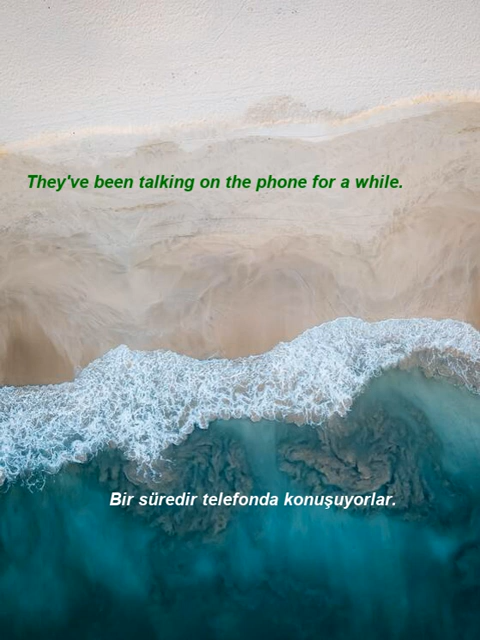 They've been talking on the phone for a while.
Bir süredir telefonda konuşuyorlar.